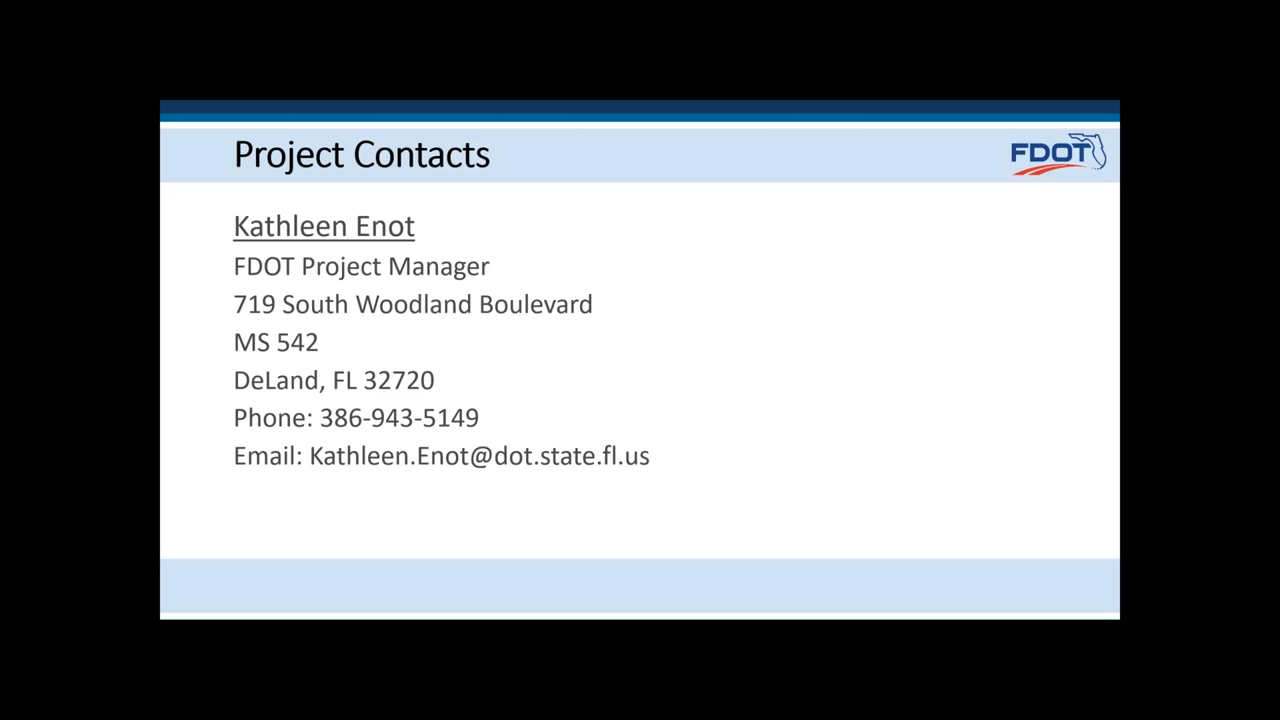 Project Contacts
FDOT
Kathleen Enot
FDOT Project Manager
719 South Woodland Boulevard
MS 542
DeLand, FL 32720
Phone: 386-943-5149
Email: Kathleen.Enot@dot.state.fl.us